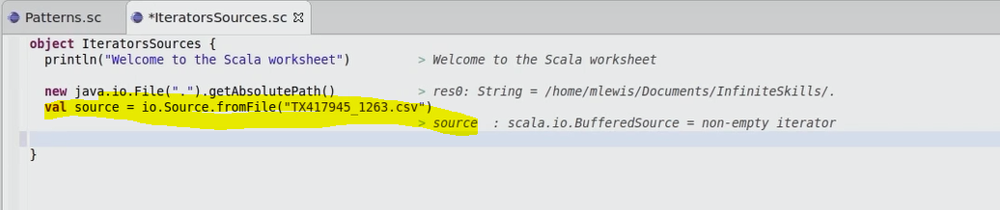 Patterns.sc *IteratorsSources.sc
object IteratorsSources {
println("Welcome to the Scala worksheet") > Welcome to the Scala worksheet
new java.io.File(".").getAbsolutePath() > res0: String = /home/mlewis/Documents/InfiniteSkills/.
val source = io.Source.fromFile("TX417945_1263.csv")
> source : scala.io.BufferedSource = non-empty iterator
}